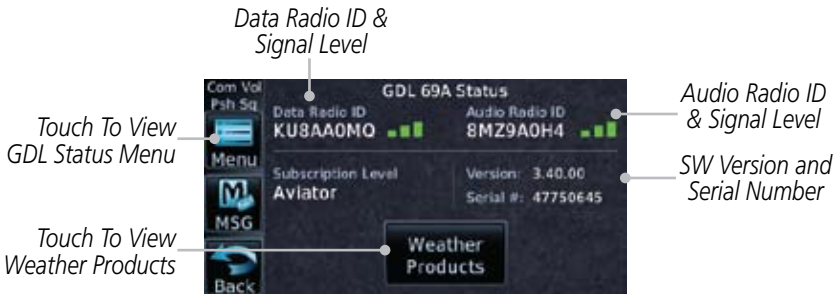 Data Radio ID &
Signal Level
Com Vol
Psh Sq
GDL 69A Status
Data Radio ID
Audio Radio ID
KU8AA0MQ
8MZ9A0H4
Audio Radio ID
& Signal Level
Touch To View
GDL Status Menu
Menu
Subscription Level
Aviator
Version: 3.40.00
Serial #: 47750645
SW Version and
Serial Number
MSG
Touch To View
Weather Products
Weather
Products
Back